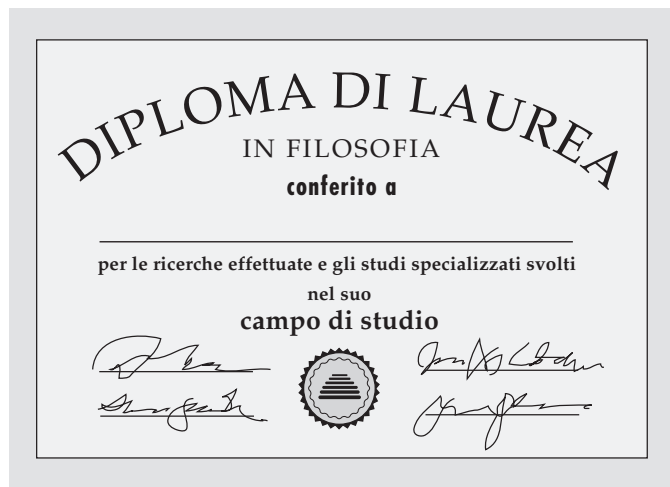 DIPLOMA DI LAUREA
IN FILOSOFIA
conferito a
per le ricerche effettuate e gli studi specializzati svolti
nel suo
campo di studio